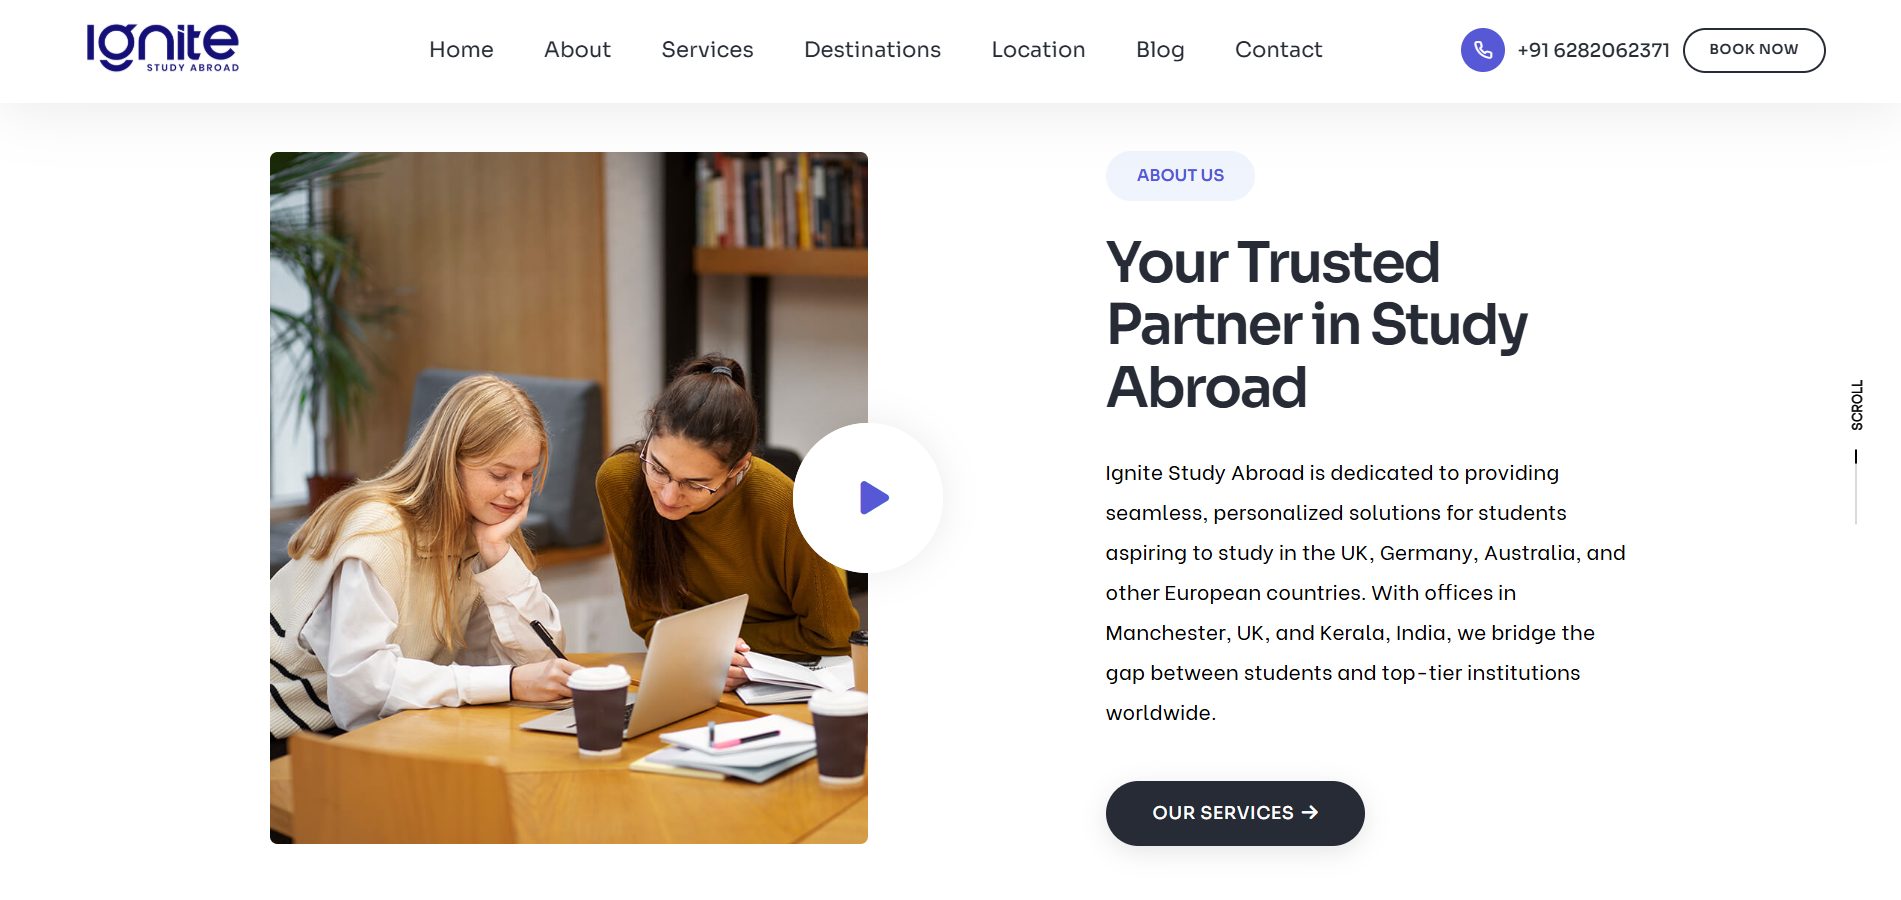 Ignite
STUDY ABROAD
Home
About
Services
Destinations
Location
Blog
Contact
+91 6282062371
BOOK NOW
ABOUT US
Your Trusted
Partner in Study
Abroad
Ignite Study Abroad is dedicated to providing
seamless, personalized solutions for students
aspiring to study in the UK, Germany, Australia, and
other European countries. With offices in
Manchester, UK, and Kerala, India, we bridge the
gap between students and top-tier institutions
worldwide.
OUR SERVICES →
SCROLL